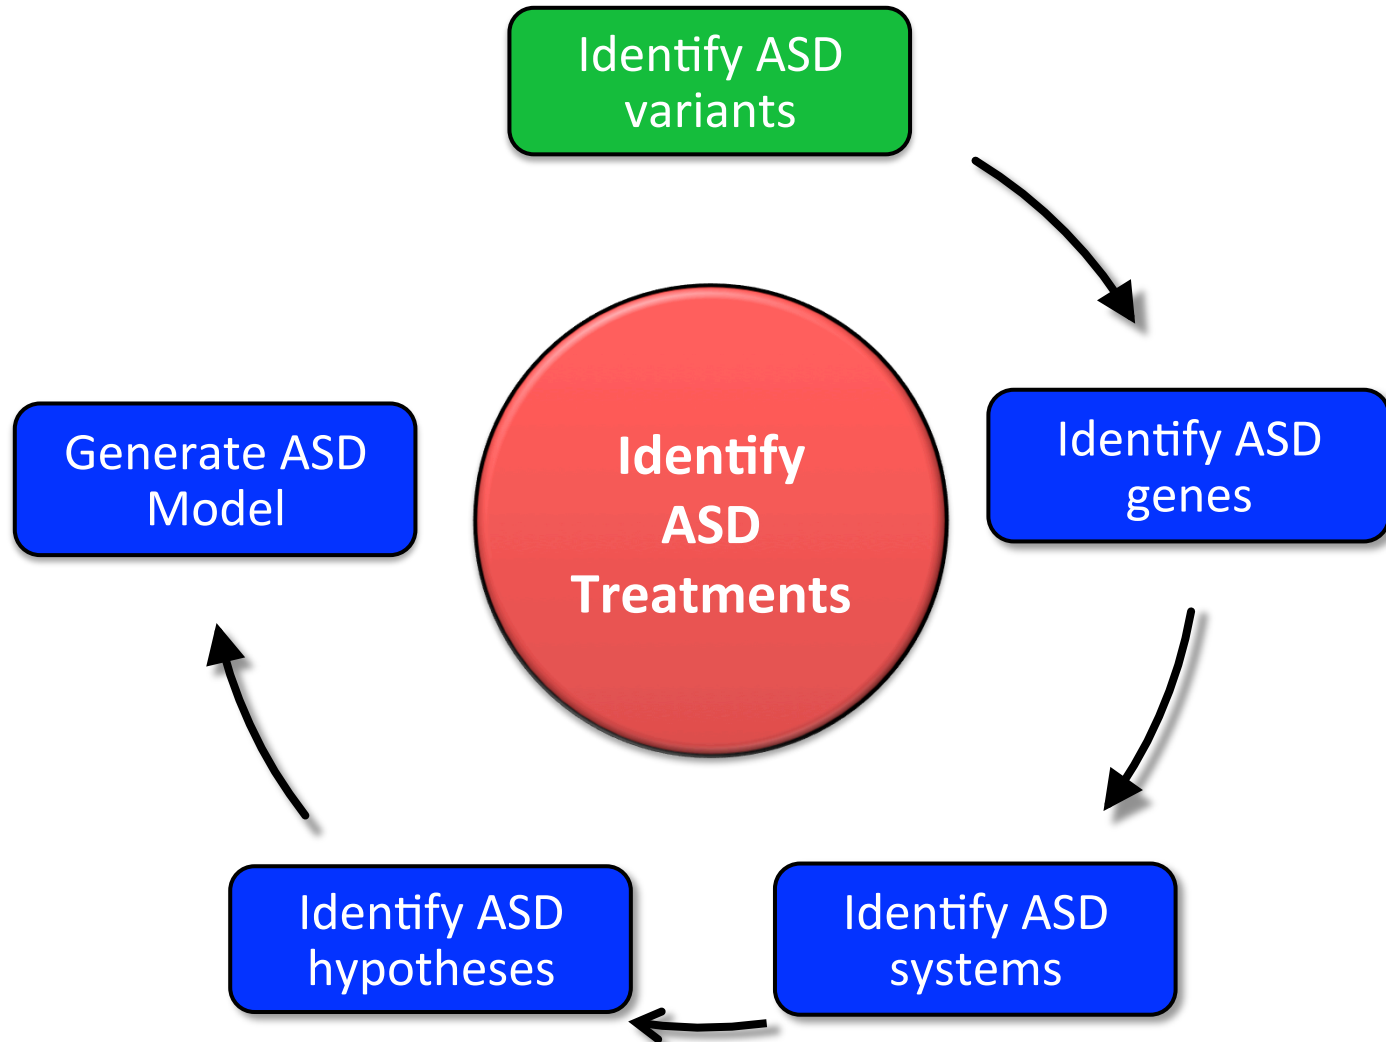 Identify ASD
variants
Identify ASD
genes
Identify ASD
systems
Identify ASD
hypotheses
Generate ASD
Model
Identify
ASD
Treatments